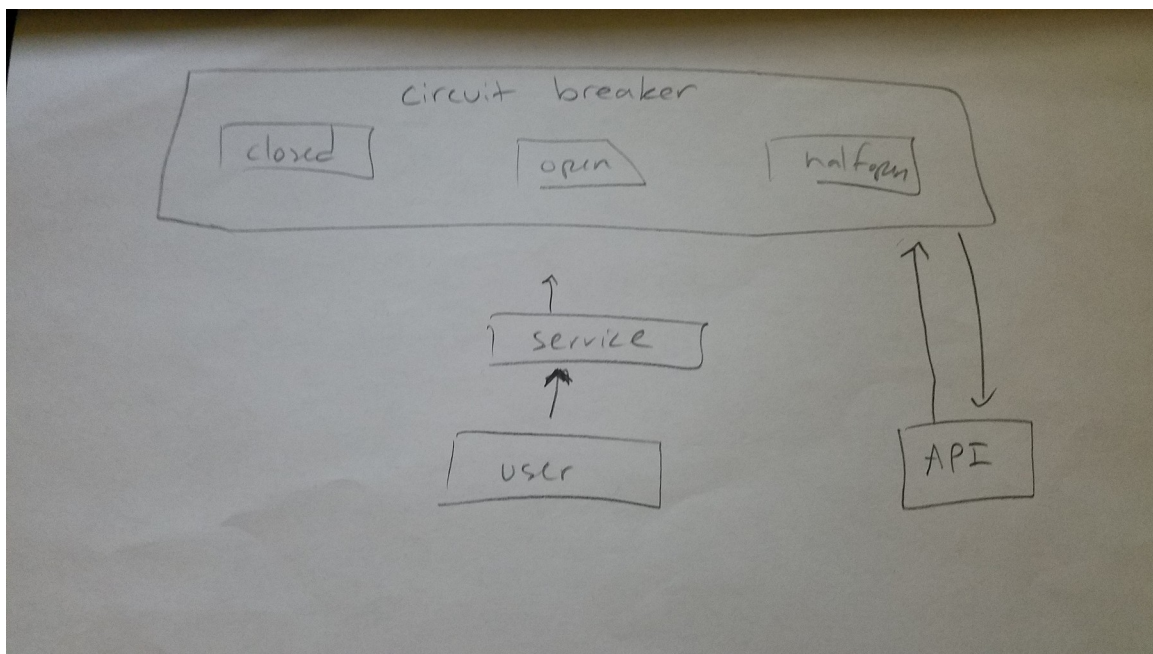 circuit breaker
closed
open
halfopen
service
user
API